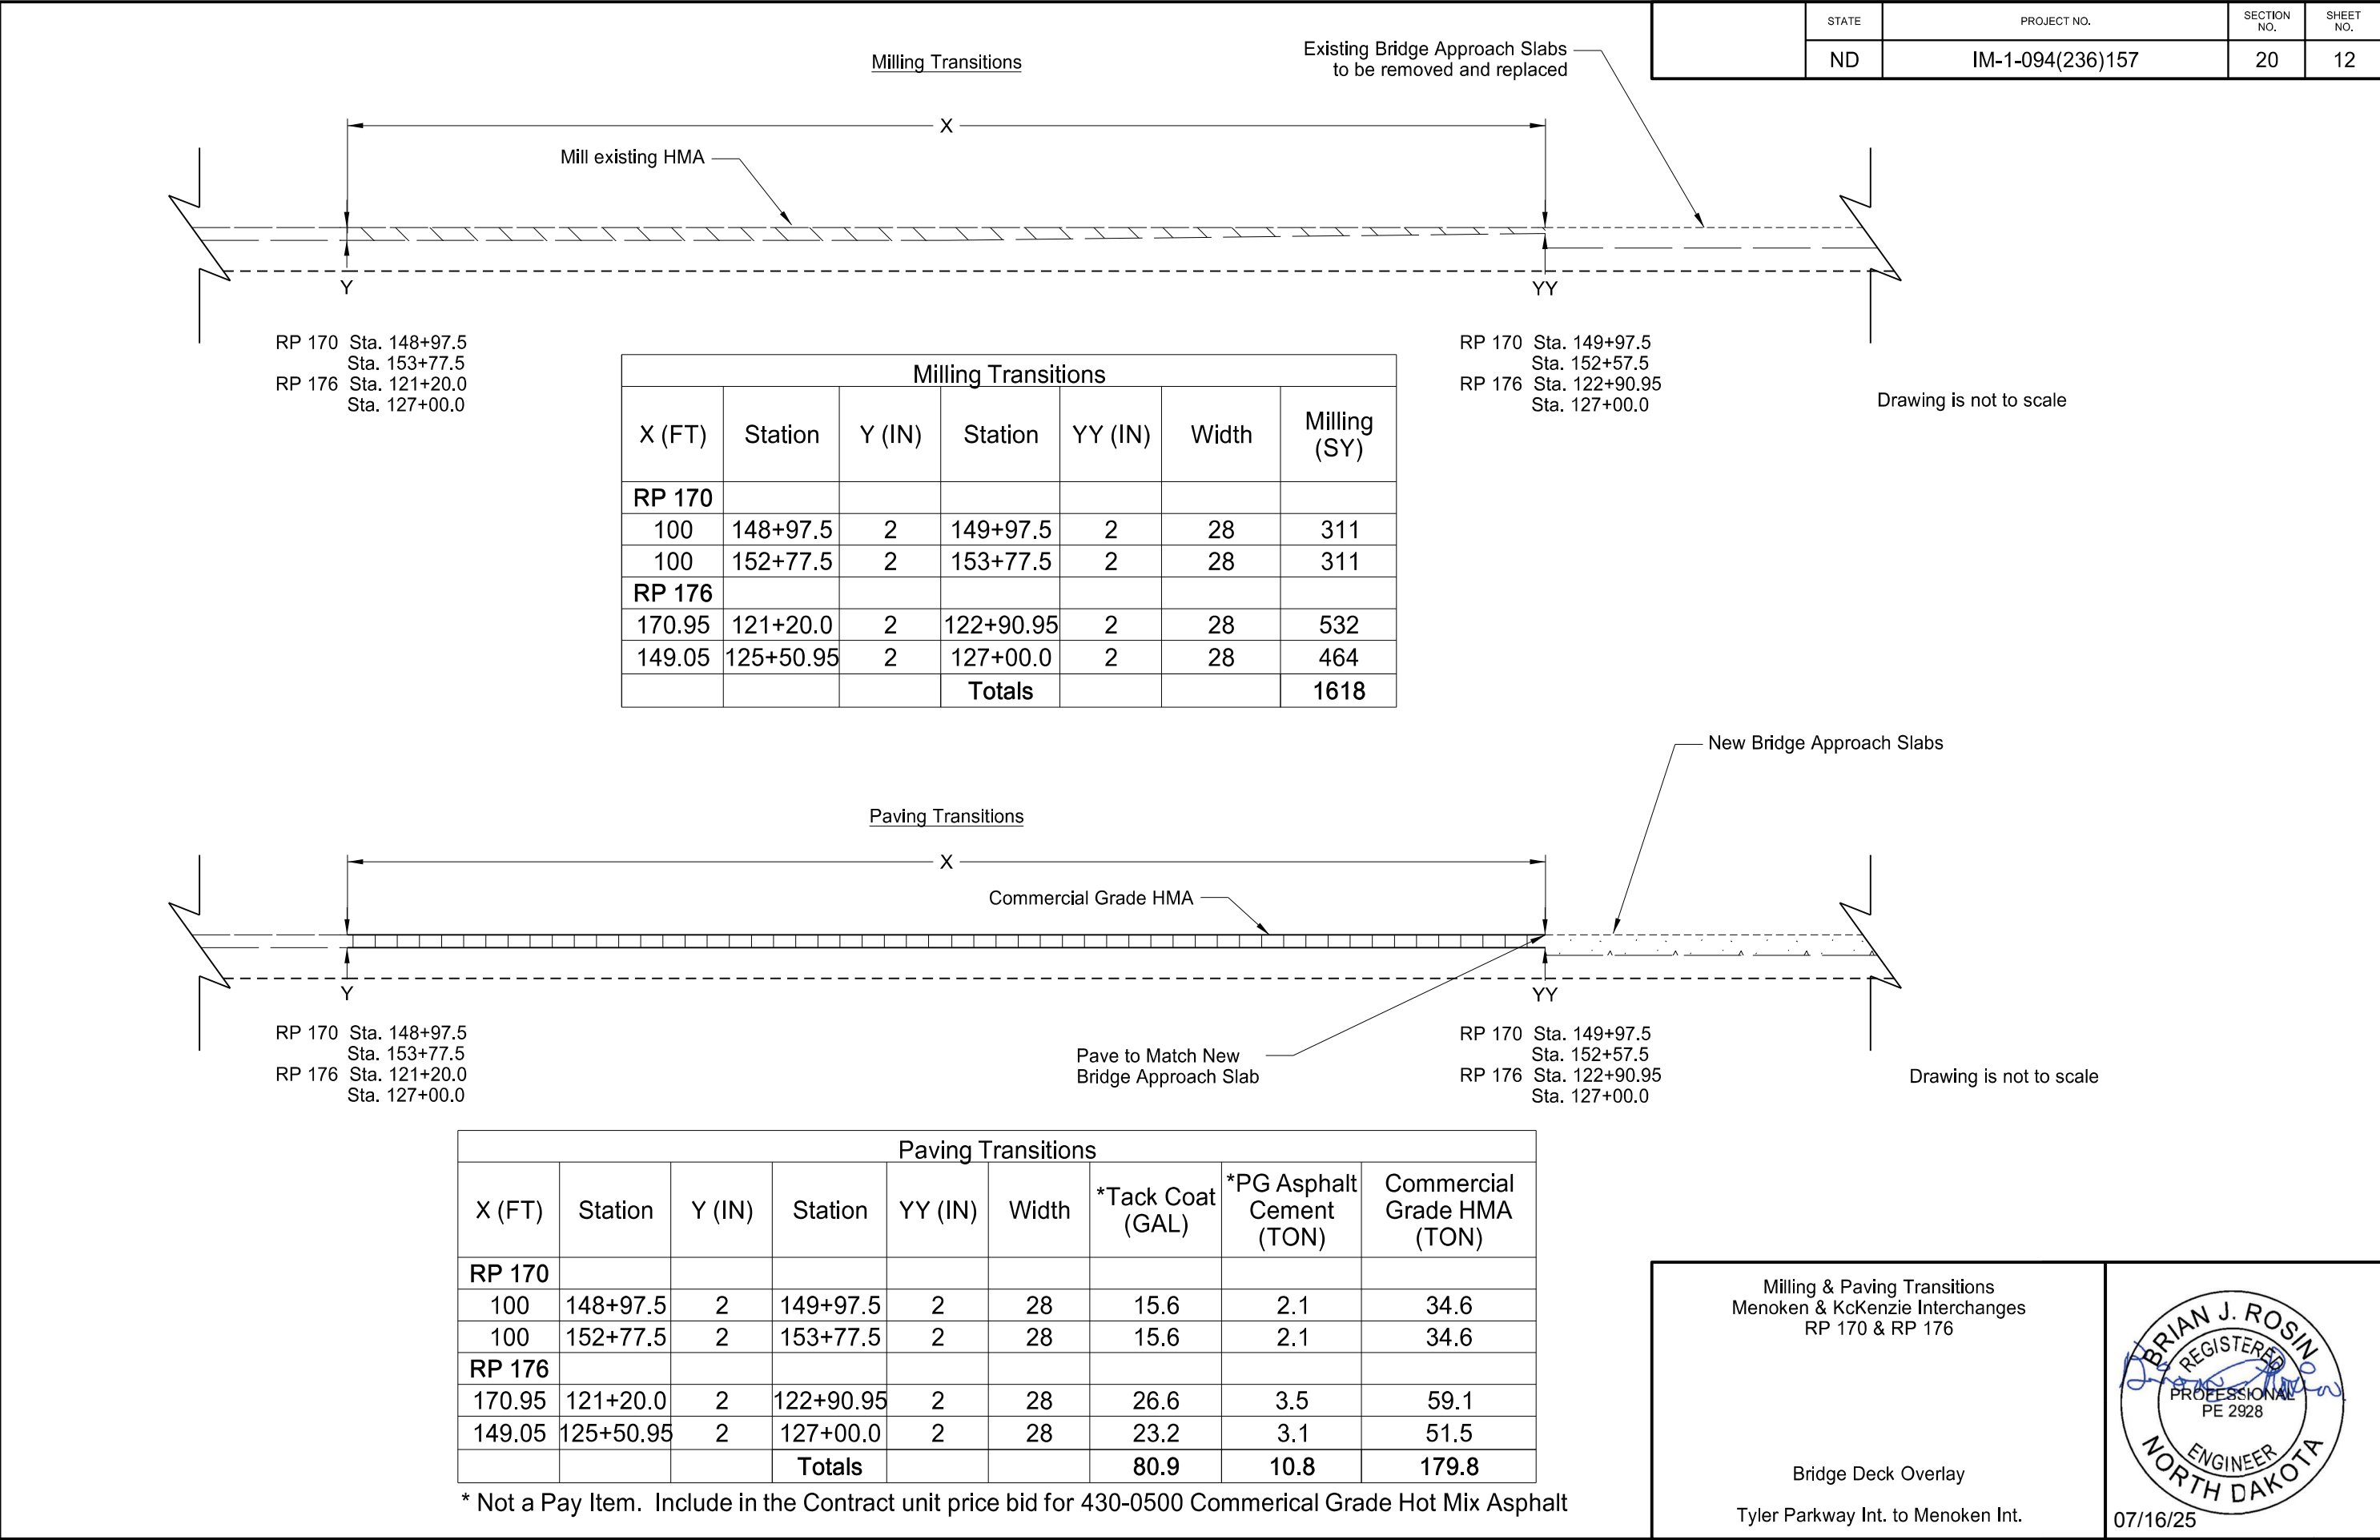 STATE PROJECT NO. SECTION NO. SHEET NO.
ND IM-1-094(236)157 20 12
Milling Transitions
Existing Bridge Approach Slabs
to be removed and replaced
X
Mill existing HMA
Y
YY
RP 170 Sta. 148+97.5
Sta. 153+77.5
RP 176 Sta. 121+20.0
Sta. 127+00.0
RP 170 Sta. 149+97.5
Sta. 152+57.5
RP 176 Sta. 122+90.95
Sta. 127+00.0
Drawing is not to scale
Milling Transitions
X (FT) Station Y (IN) Station YY (IN) Width Milling (SY)
RP 170
100 148+97.5 2 149+97.5 2 28 311
100 152+77.5 2 153+77.5 2 28 311
RP 176
170.95 121+20.0 2 122+90.95 2 28 532
149.05 125+50.95 2 127+00.0 2 28 464
Totals 1618
New Bridge Approach Slabs
Paving Transitions
X
Commercial Grade HMA
Y
YY
RP 170 Sta. 148+97.5
Sta. 153+77.5
RP 176 Sta. 121+20.0
Sta. 127+00.0
Pave to Match New
Bridge Approach Slab
RP 170 Sta. 149+97.5
Sta. 152+57.5
RP 176 Sta. 122+90.95
Sta. 127+00.0
Drawing is not to scale
Paving Transitions
X (FT) Station Y (IN) Station YY (IN) Width *Tack Coat (GAL) *PG Asphalt Cement (TON) Commercial Grade HMA (TON)
RP 170
100 148+97.5 2 149+97.5 2 28 15.6 2.1 34.6
100 152+77.5 2 153+77.5 2 28 15.6 2.1 34.6
RP 176
170.95 121+20.0 2 122+90.95 2 28 26.6 3.5 59.1
149.05 125+50.95 2 127+00.0 2 28 23.2 3.1 51.5
Totals 80.9 10.8 179.8
* Not a Pay Item. Include in the Contract unit price bid for 430-0500 Commerical Grade Hot Mix Asphalt
Milling & Paving Transitions
Menoken & KcKenzie Interchanges
RP 170 & RP 176
Bridge Deck Overlay
Tyler Parkway Int. to Menoken Int.
BRIAN J. ROSIN
REGISTERED
PROFESSIONAL
PE 2928
ENGINEER
NORTH DAKOTA
07/16/25